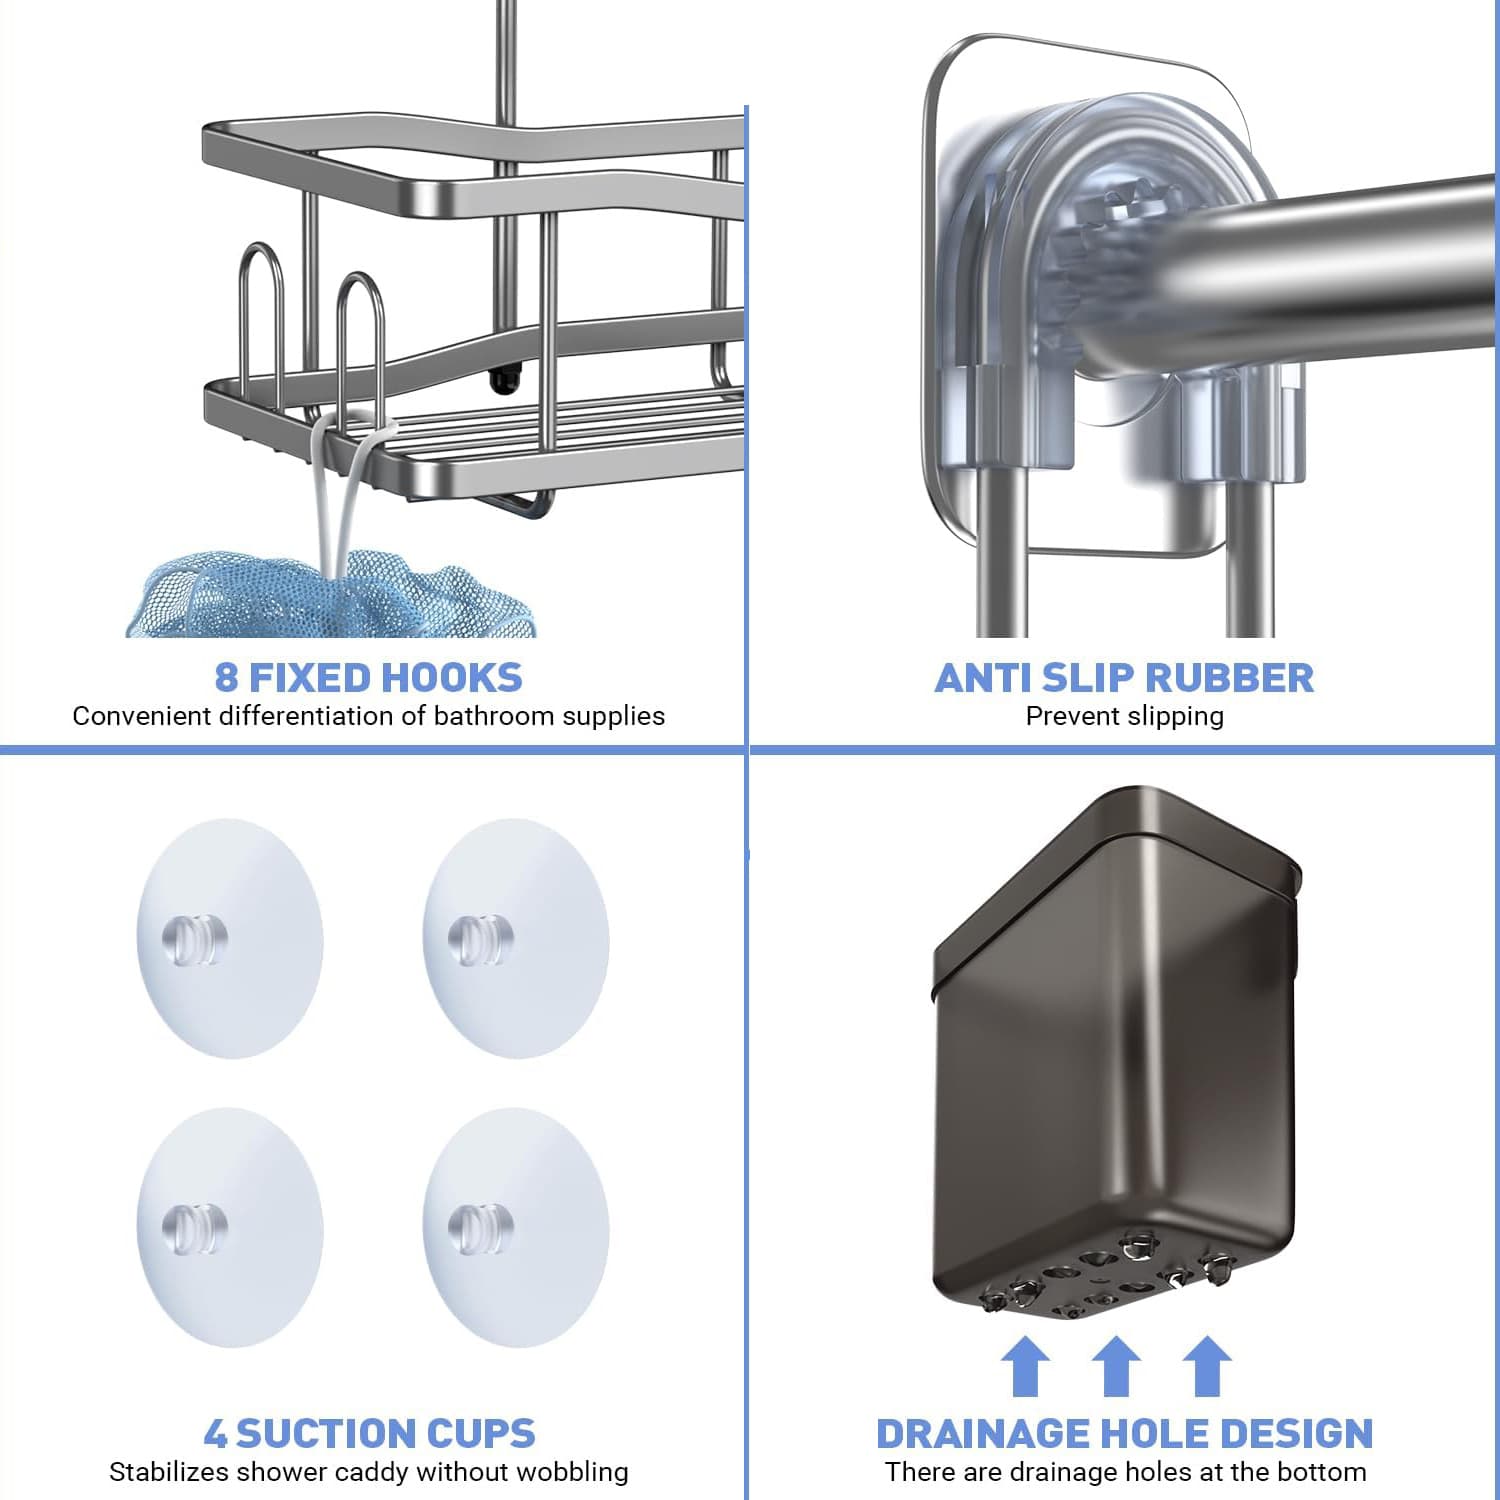 8 FIXED HOOKS
Convenient differentiation of bathroom supplies
ANTI SLIP RUBBER
Prevent slipping
4 SUCTION CUPS
Stabilizes shower caddy without wobbling
DRAINAGE HOLE DESIGN
There are drainage holes at the bottom